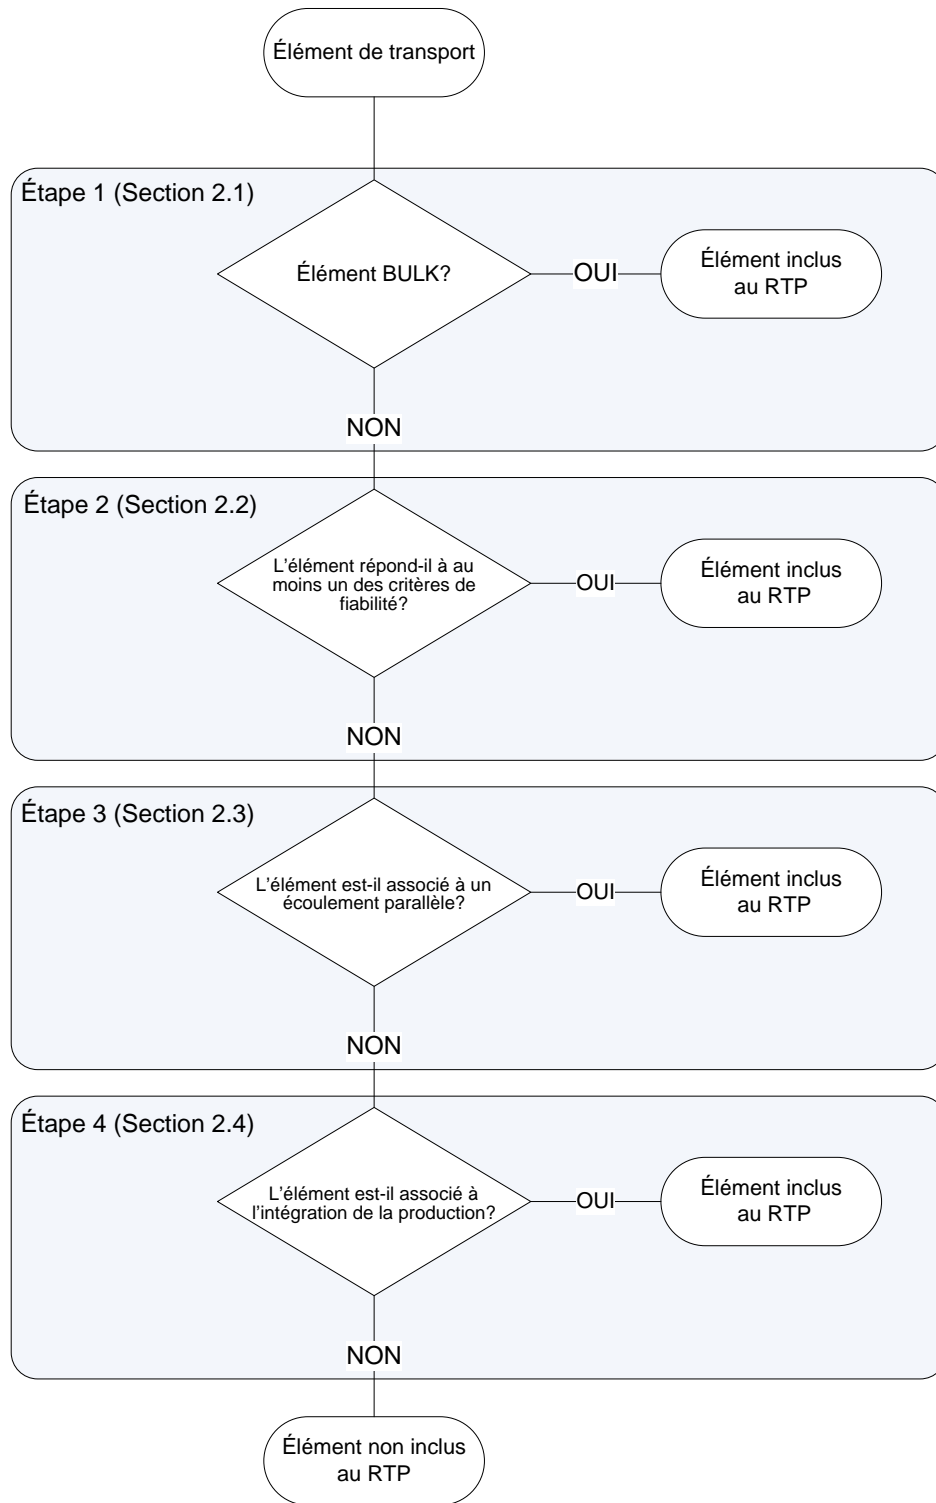 Élément de transport
Étape 1 (Section 2.1)
Élément BULK?
OUI
Élément inclus
au RTP
NON
Étape 2 (Section 2.2)
L'élément répond-il à au
moins un des critères de
fiabilité?
OUI
Élément inclus
au RTP
NON
Étape 3 (Section 2.3)
L'élément est-il associé à un
écoulement parallèle?
OUI
Élément inclus
au RTP
NON
Étape 4 (Section 2.4)
L'élément est-il associé à
l'intégration de la production?
OUI
Élément inclus
au RTP
NON
Élément non inclus
au RTP